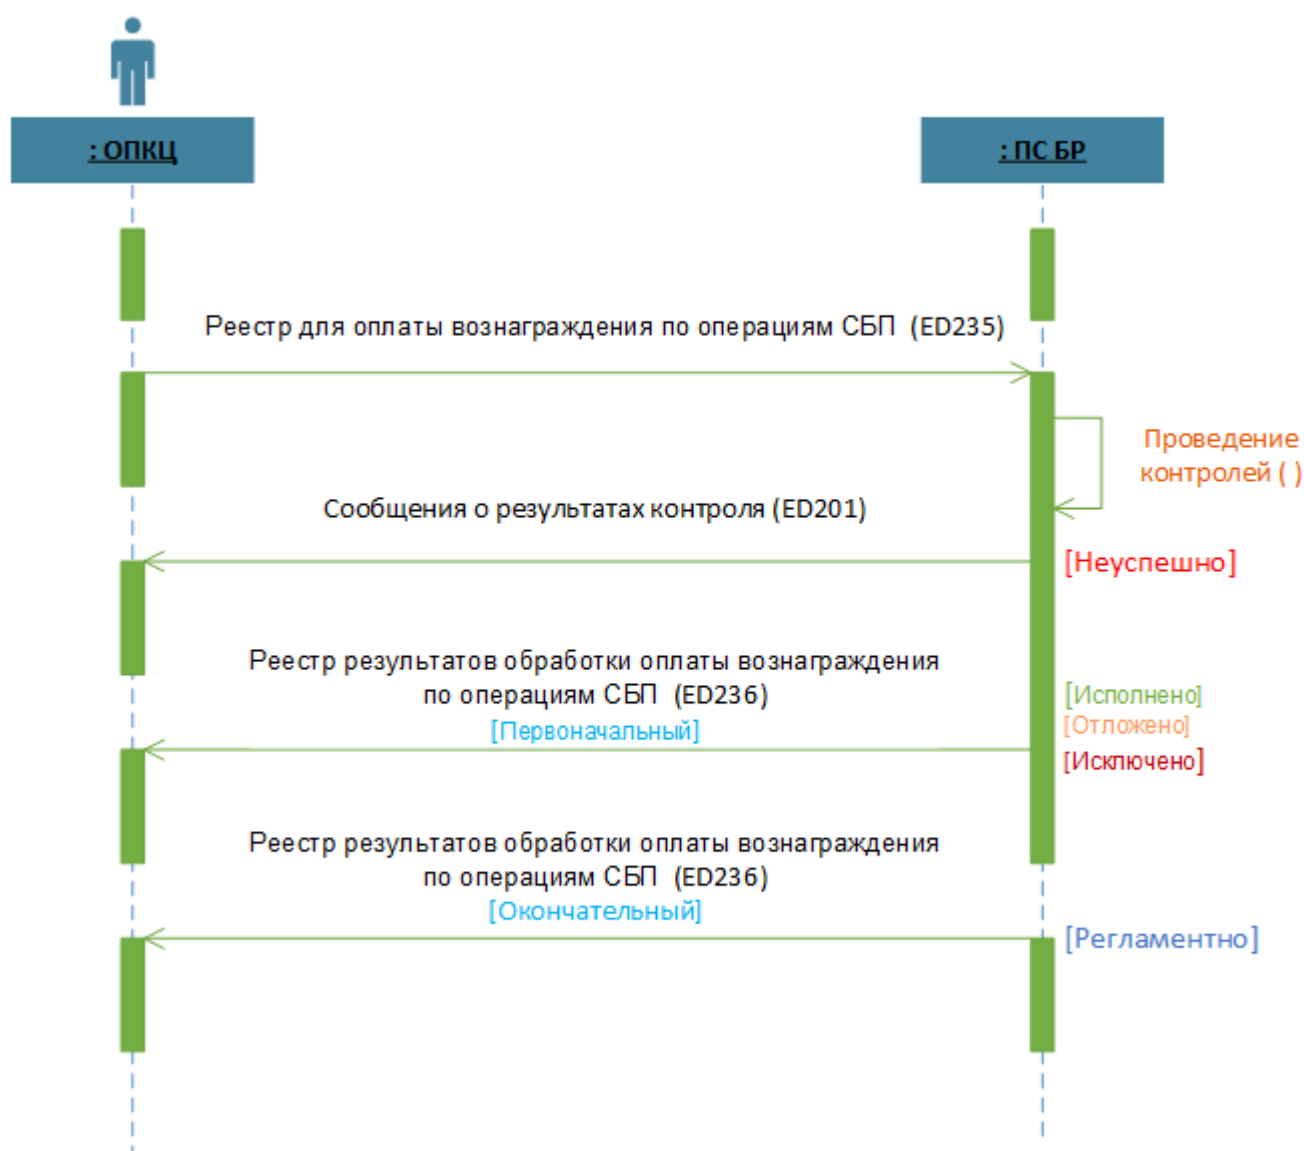 : ОПКЦ
: ПС БР
Реестр для оплаты вознаграждения по операциям СБП (ED235)
Проведение
контролей ( )
Сообщения о результатах контроля (ED201)
[Неуспешно]
Реестр результатов обработки оплаты вознаграждения
по операциям СБП (ED236)
[Первоначальный]
[Исполнено]
[Отложено]
[Исключено]
Реестр результатов обработки оплаты вознаграждения
по операциям СБП (ED236)
[Окончательный]
[Регламентно]